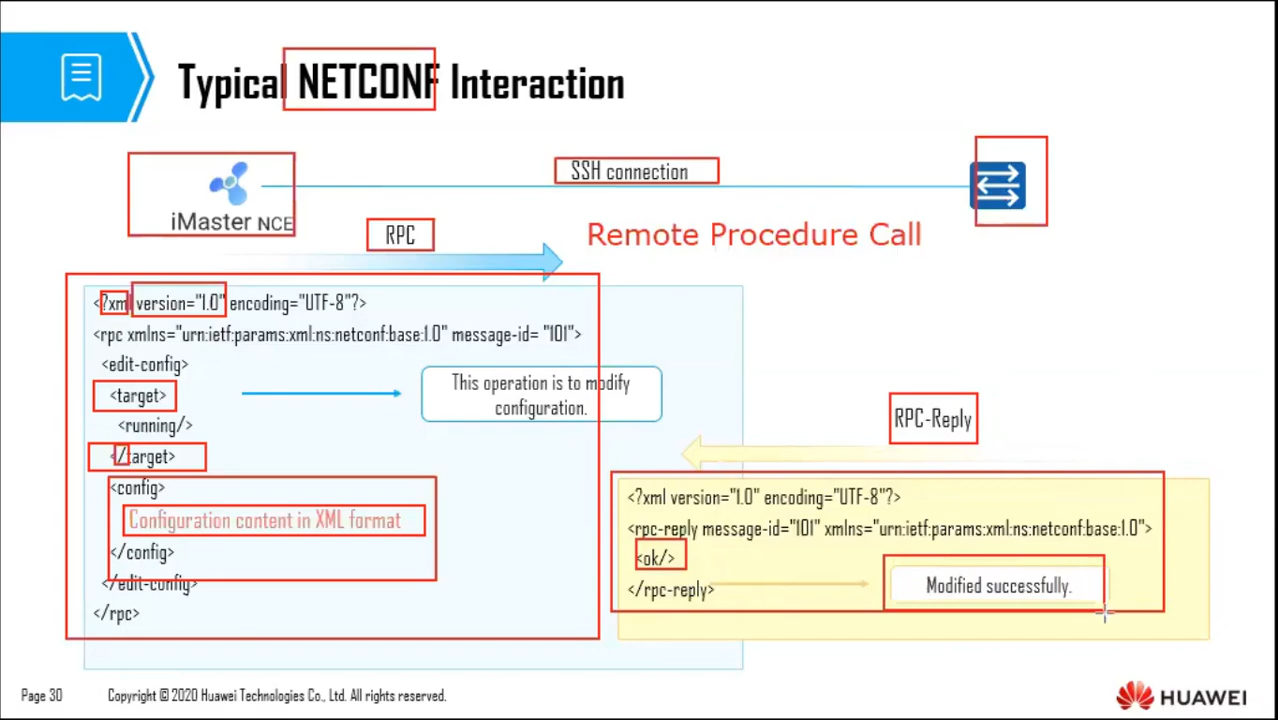 Typical NETCONF Interaction
SSH connection
iMaster NCE
RPC
Remote Procedure Call
<?xml version="1.0" encoding="UTF-8"?>
<rpc xmlns="urn:ietf:params:xml:ns:netconf:base:1.0" message-id= "101">
<edit-config>
<target>
<running/>
</target>
<config>
Configuration content in XML format
</config>
</edit-config>
</rpc>
This operation is to modify
configuration.
RPC-Reply
<?xml version="1.0" encoding="UTF-8"?>
<rpc-reply message-id="101" xmlns="urn:ietf:params:xml:ns:netconf:base:1.0">
<ok/>
</rpc-reply>
Modified successfully.
Page 30
Copyright © 2020 Huawei Technologies Co., Ltd. All rights reserved.
HUAWEI